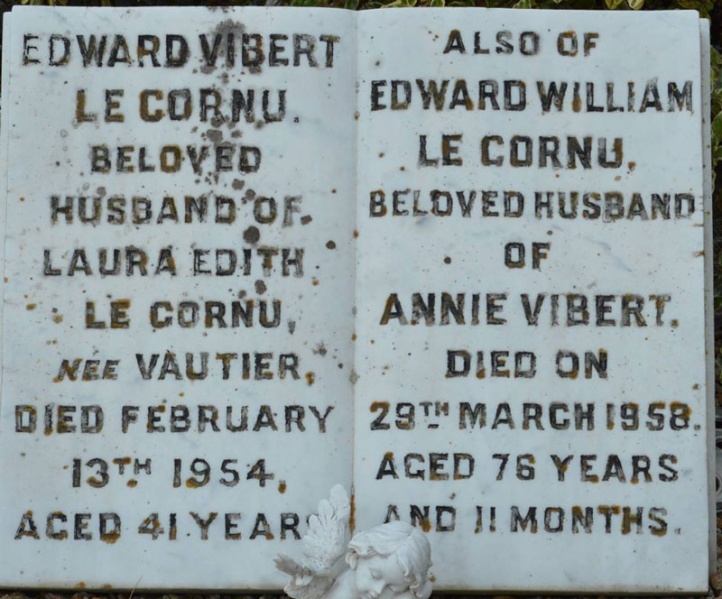 EDWARD VIBERT
LE CORNU.
BELOVED
HUSBAND OF
LAURA EDITH
LE CORNU,
NEE VAUTIER,
DIED FEBRUARY
13TH 1954,
AGED 41 YEARS
ALSO OF
EDWARD WILLIAM
LE CORNU,
BELOVED HUSBAND
OF
ANNIE VIBERT.
DIED ON
29TH MARCH 1958.
AGED 76 YEARS
AND 11 MONTHS.